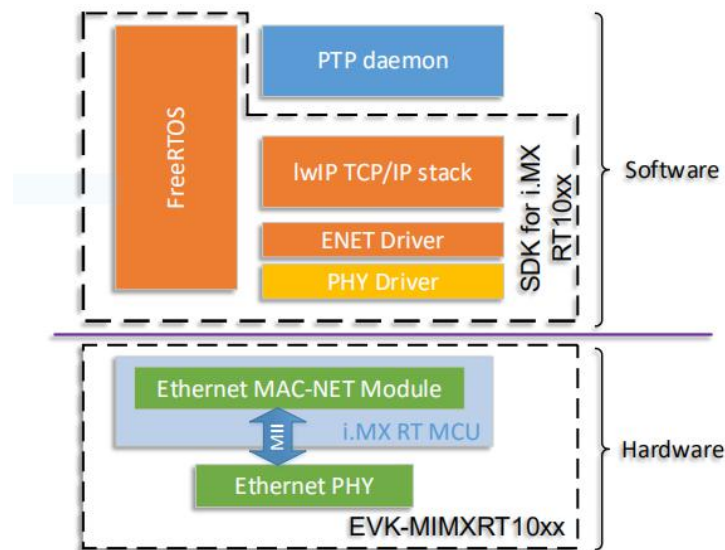 FreeRTOS
PTP daemon
lwIP TCP/IP stack
ENET Driver
PHY Driver
SDK for i.MX
RT10xx
Software
Ethernet MAC-NET Module
MII
i.MX RT MCU
Ethernet PHY
EVK-MIMXRT10xx
Hardware